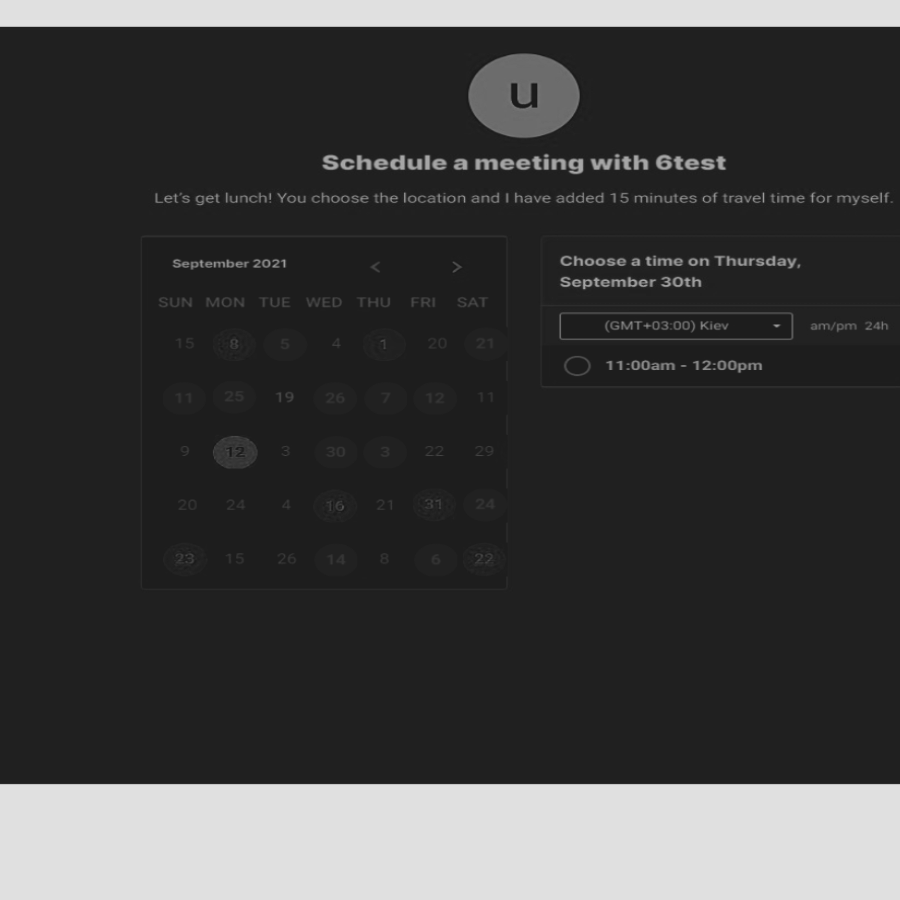 u
Schedule a meeting with 6test
Let's get lunch! You choose the location and I have added 15 minutes of travel time for myself.
September 2021 < >
SUN MON TUE WED THU FRI SAT
15 8 5 4 1 20 21
11 25 19 26 7 12 11
9 12 3 30 3 22 29
20 24 4 16 21 31 24
23 15 26 14 8 6 22
Choose a time on Thursday,
September 30th
(GMT+03:00) Kiev am/pm 24h
11:00am - 12:00pm